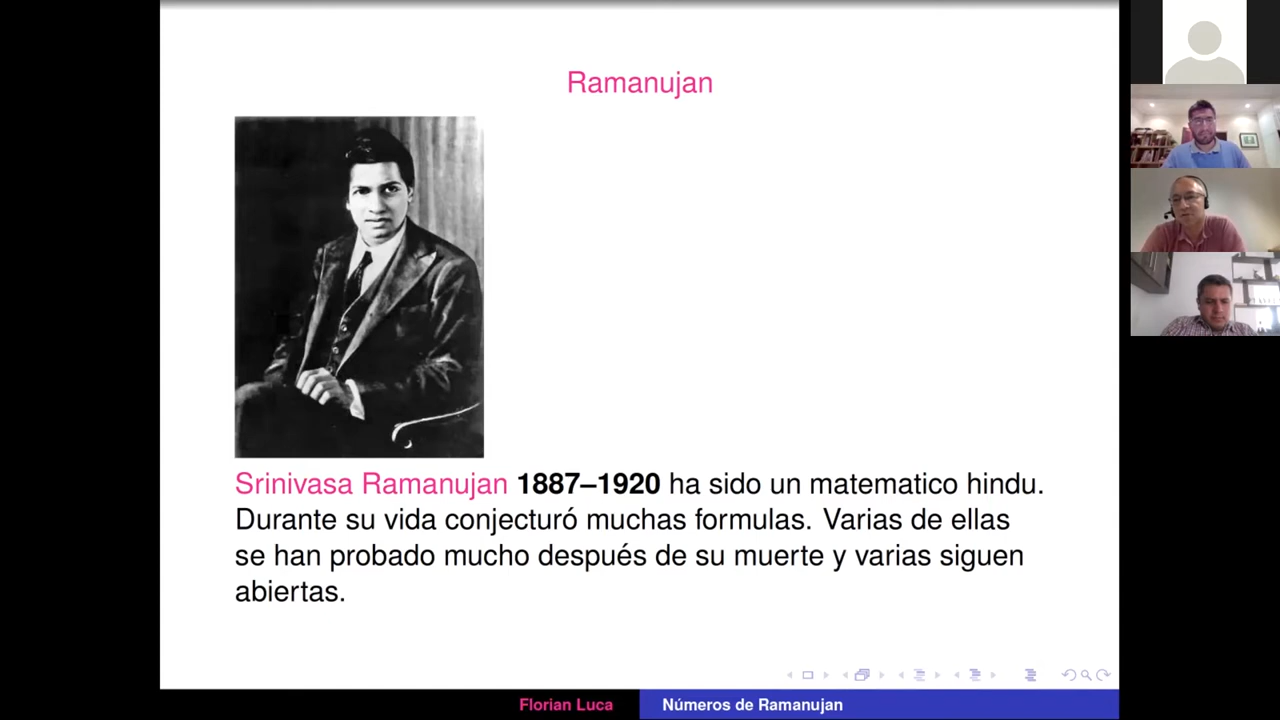 Ramanujan
Srinivasa Ramanujan 1887–1920 ha sido un matematico hindu.
Durante su vida conjecturó muchas formulas. Varias de ellas
se han probado mucho después de su muerte y varias siguen
abiertas.
Florian Luca
Números de Ramanujan